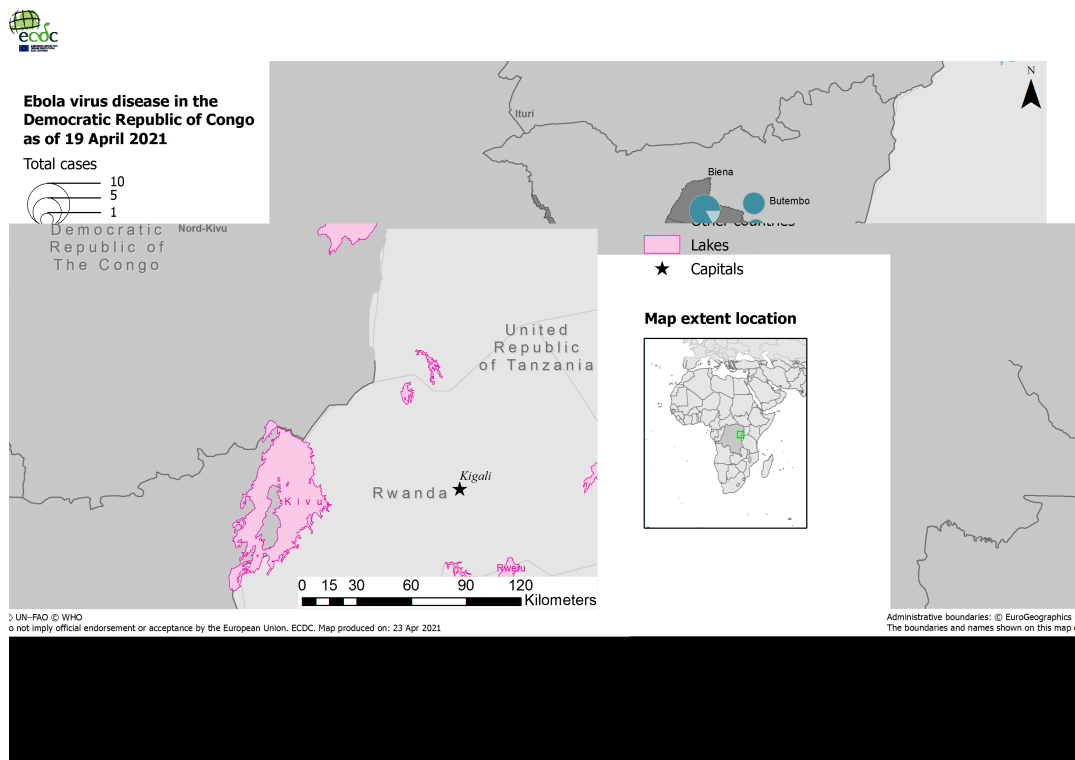 ecdc
Ebola virus disease in the
Democratic Republic of Congo
as of 19 April 2021
Total cases
10
5
1
N
Ituri
Biena
Butembo
Democratic
Republic of
The Congo
Nord-Kivu
Other countries
Lakes
Capitals
Map extent location
United
Republic
of Tanzania
Kigali
Rwanda
Kivu
Rweru
0 15 30 60 90 120
Kilometers
© UN−FAO © WHO
o not imply official endorsement or acceptance by the European Union. ECDC. Map produced on: 23 Apr 2021
Administrative boundaries: © EuroGeographics
The boundaries and names shown on this map